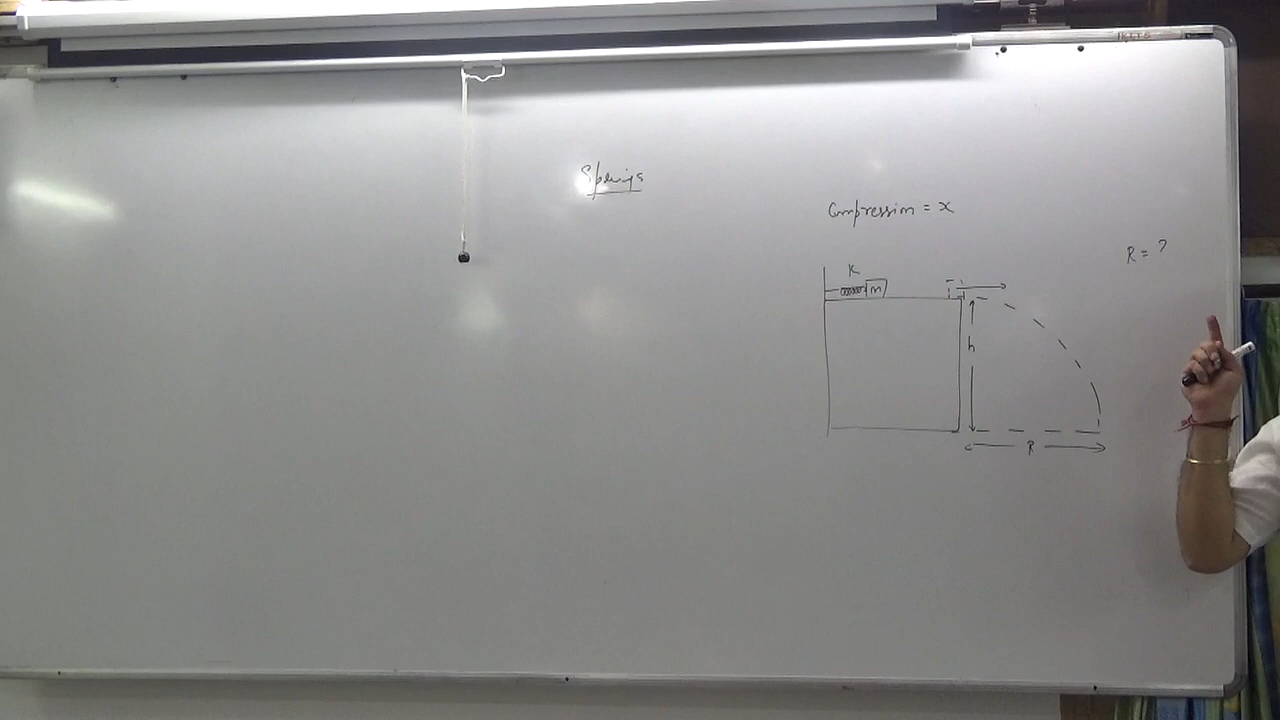 Springs
Compression = x
R = ?
K
m
h
R